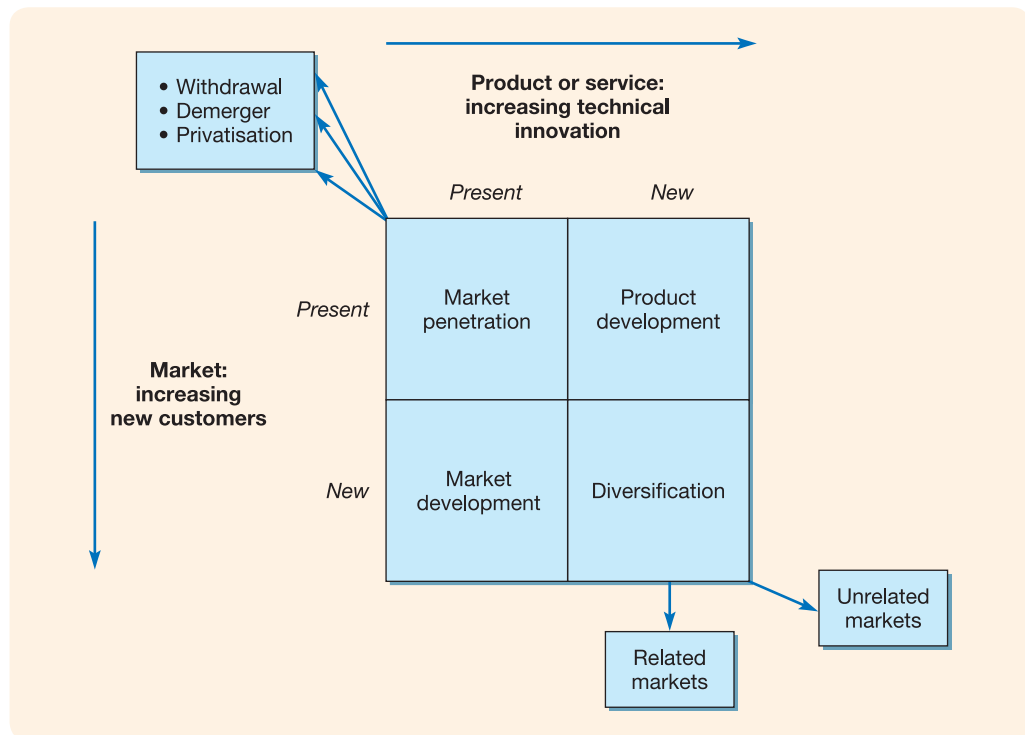 • Withdrawal
• Demerger
• Privatisation
Product or service:
increasing technical
innovation
Present
New
Present
Market
penetration
Product
development
Market:
increasing
new customers
New
Market
development
Diversification
Unrelated
markets
Related
markets